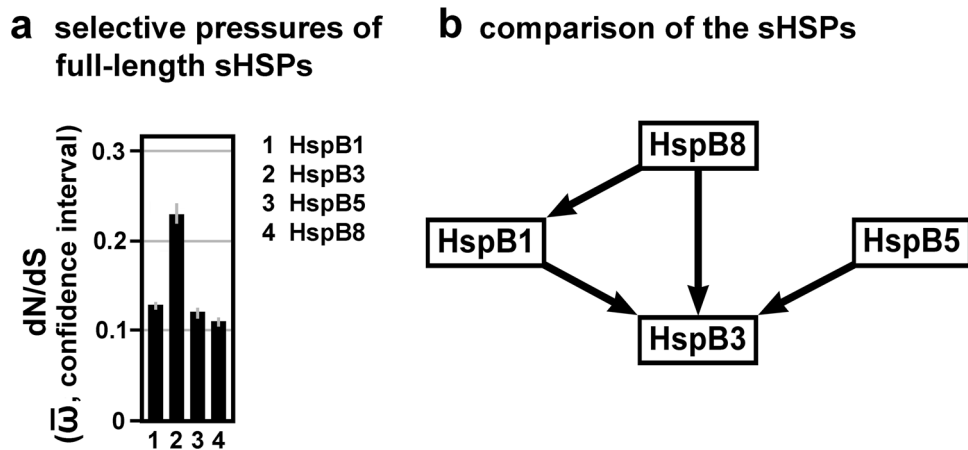 a selective pressures of
full-length sHSPs
dN/dS
(ω̅, confidence interval)
0.3
0.2
0.1
0
1 2 3 4
1 HspB1
2 HspB3
3 HspB5
4 HspB8
b comparison of the sHSPs
HspB8
HspB1
HspB5
HspB3